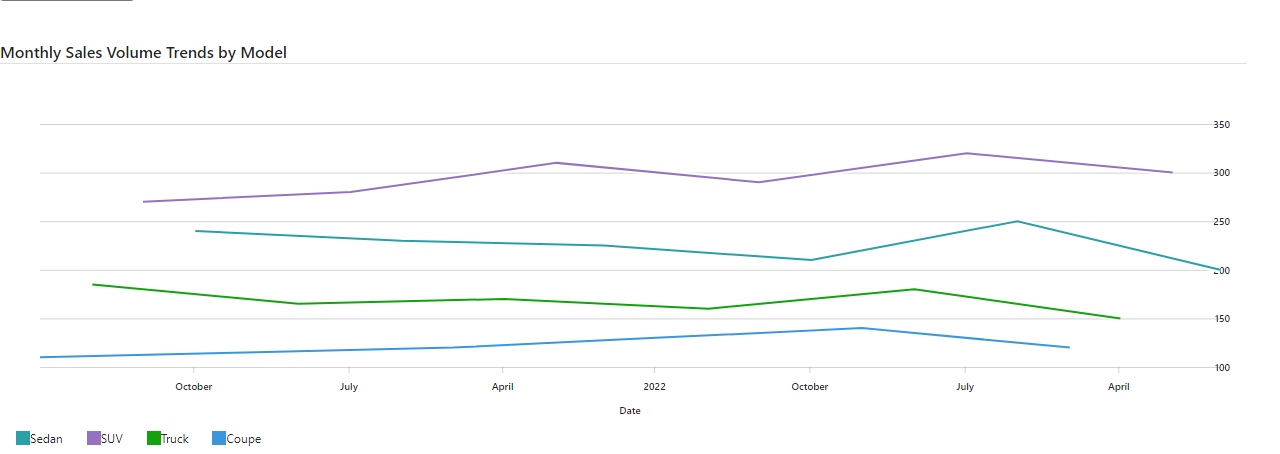 Monthly Sales Volume Trends by Model
350
300
250
200
150
100
October July April 2022 October July April
Date
Sedan SUV Truck Coupe